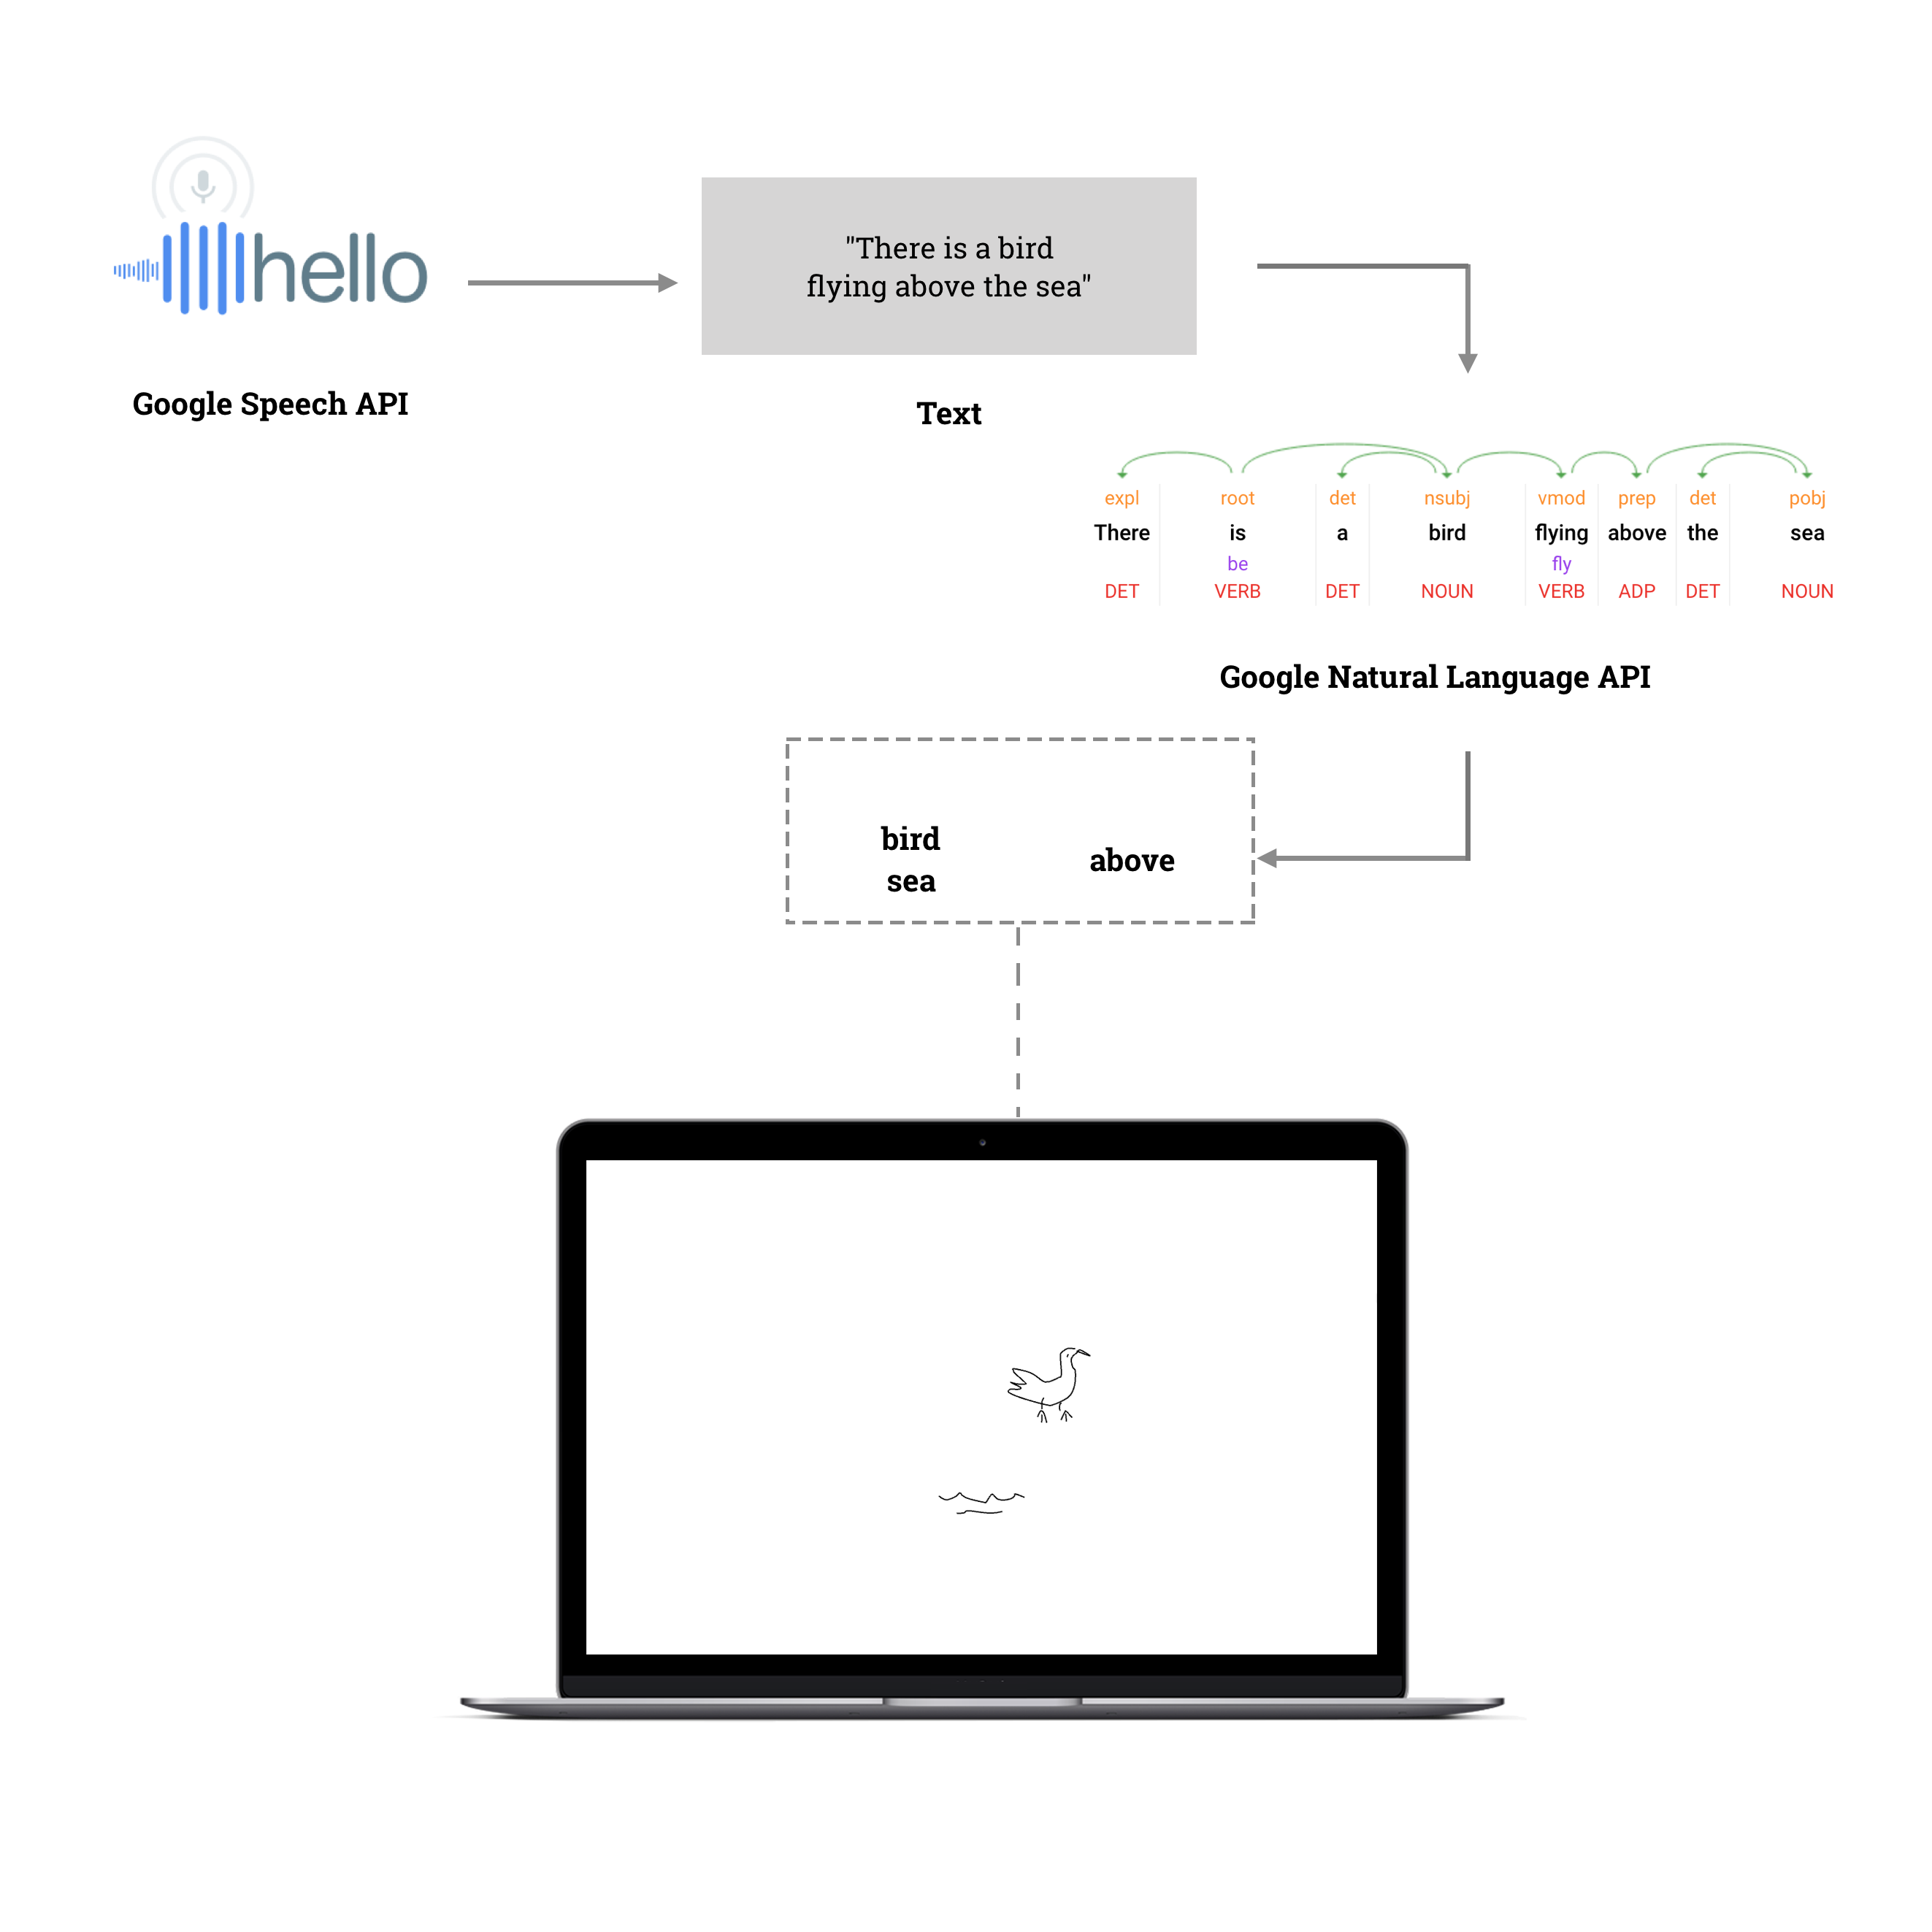 hello
Google Speech API
"There is a bird
flying above the sea"
Text
expl root det nsubj vmod prep det pobj
There is a bird flying above the sea
be fly
DET VERB DET NOUN VERB ADP DET NOUN
Google Natural Language API
bird
sea
above